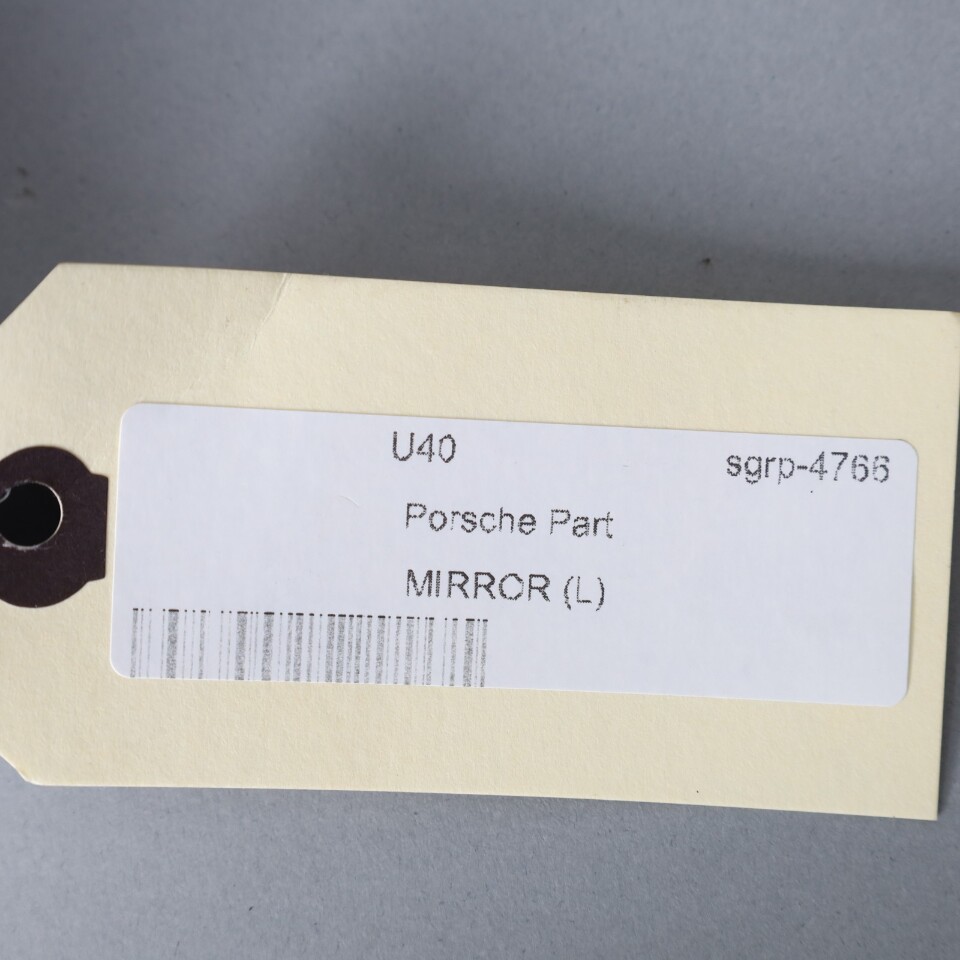 U40 sgrp-4766
Porsche Part
MIRROR (L)